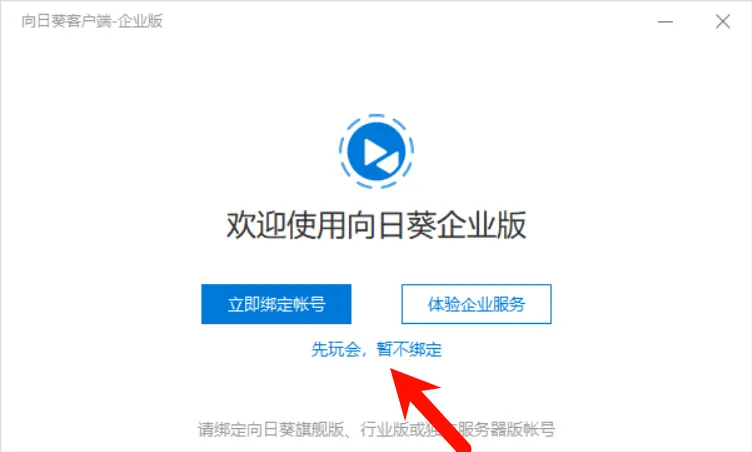 向日葵客户端-企业版
欢迎使用向日葵企业版
立即绑定帐号
体验企业服务
先玩会，暂不绑定
请绑定向日葵旗舰版、行业版或独 服务器版帐号